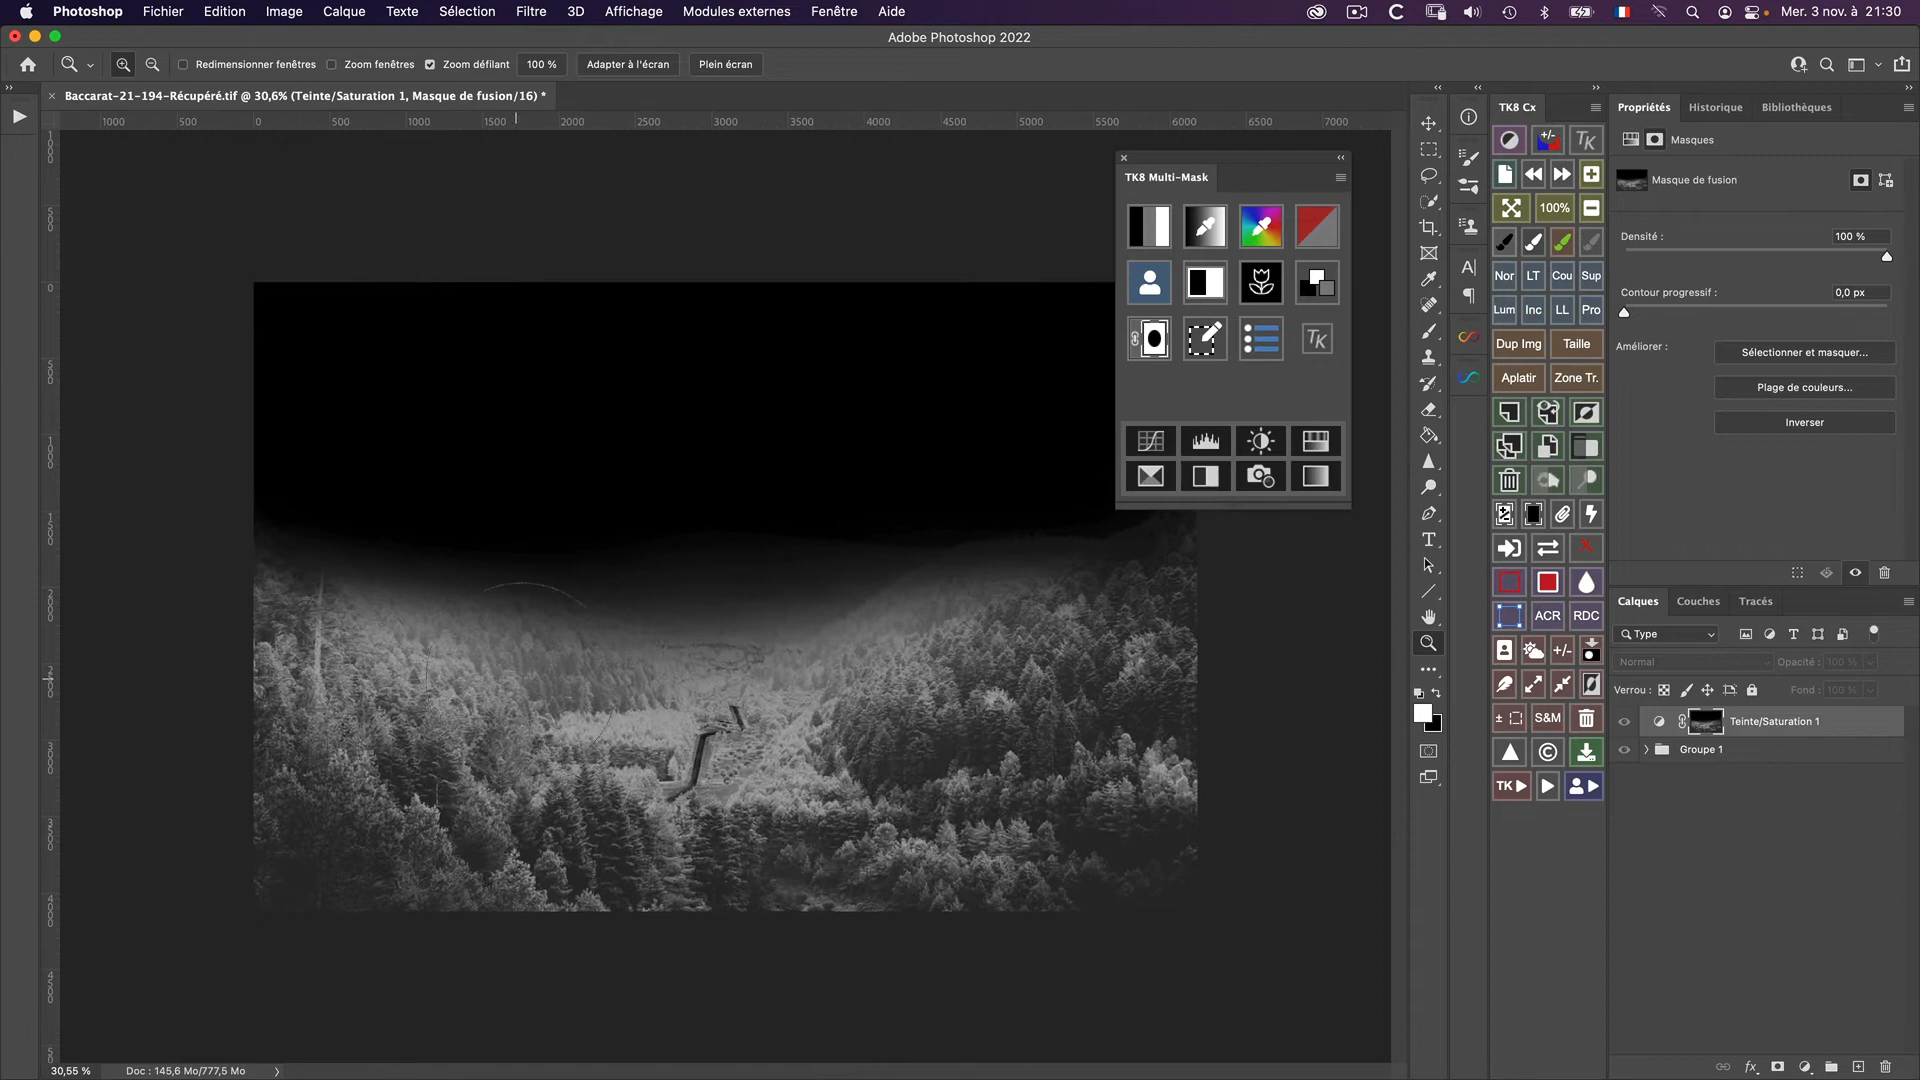 Photoshop Fichier Edition Image Calque Texte Sélection Filtre 3D Affichage Modules externes Fenêtre Aide Mer. 3 nov. à 21:30
Adobe Photoshop 2022
Redimensionner fenêtres Zoom fenêtres Zoom défilant 100 % Adapter à l'écran Plein écran
Baccarat-21-194-Récupéré.tif @ 30,6% (Teinte/Saturation 1, Masque de fusion/16) *
1000 500 0 500 1000 1500 2000 2500 3000 3500 4000 4500 5000 5500 6000 6500 7000
TK8 Multi-Mask
TK
TK8 Cx
+/- TK
100%
Nor LT Cou Sup
Lum Inc LL Pro
Dup Img Taille
Aplatir Zone Tr.
X
ACR RDC
+/-
S&M
TK
Propriétés Historique Bibliothèques
Masques
Masque de fusion
Densité : 100 %
Contour progressif : 0,0 px
Améliorer : Sélectionner et masquer...
Plage de couleurs...
Inverser
Calques Couches Tracés
Type
Normal Opacité : 100 %
Verrou : Fond : 100 %
Teinte/Saturation 1
Groupe 1
fx
30,55 % Doc : 145,6 Mo/777,5 Mo